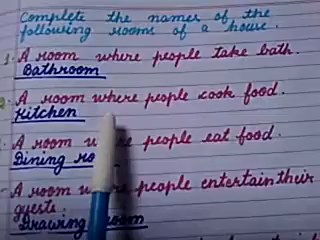 Complete the names of the
following rooms of a house.
1. A room where people take bath.
Bathroom
2. A room where people cook food.
Kitchen
A room people eat food.
Dining
A room people entertain their
guests.
Drawing